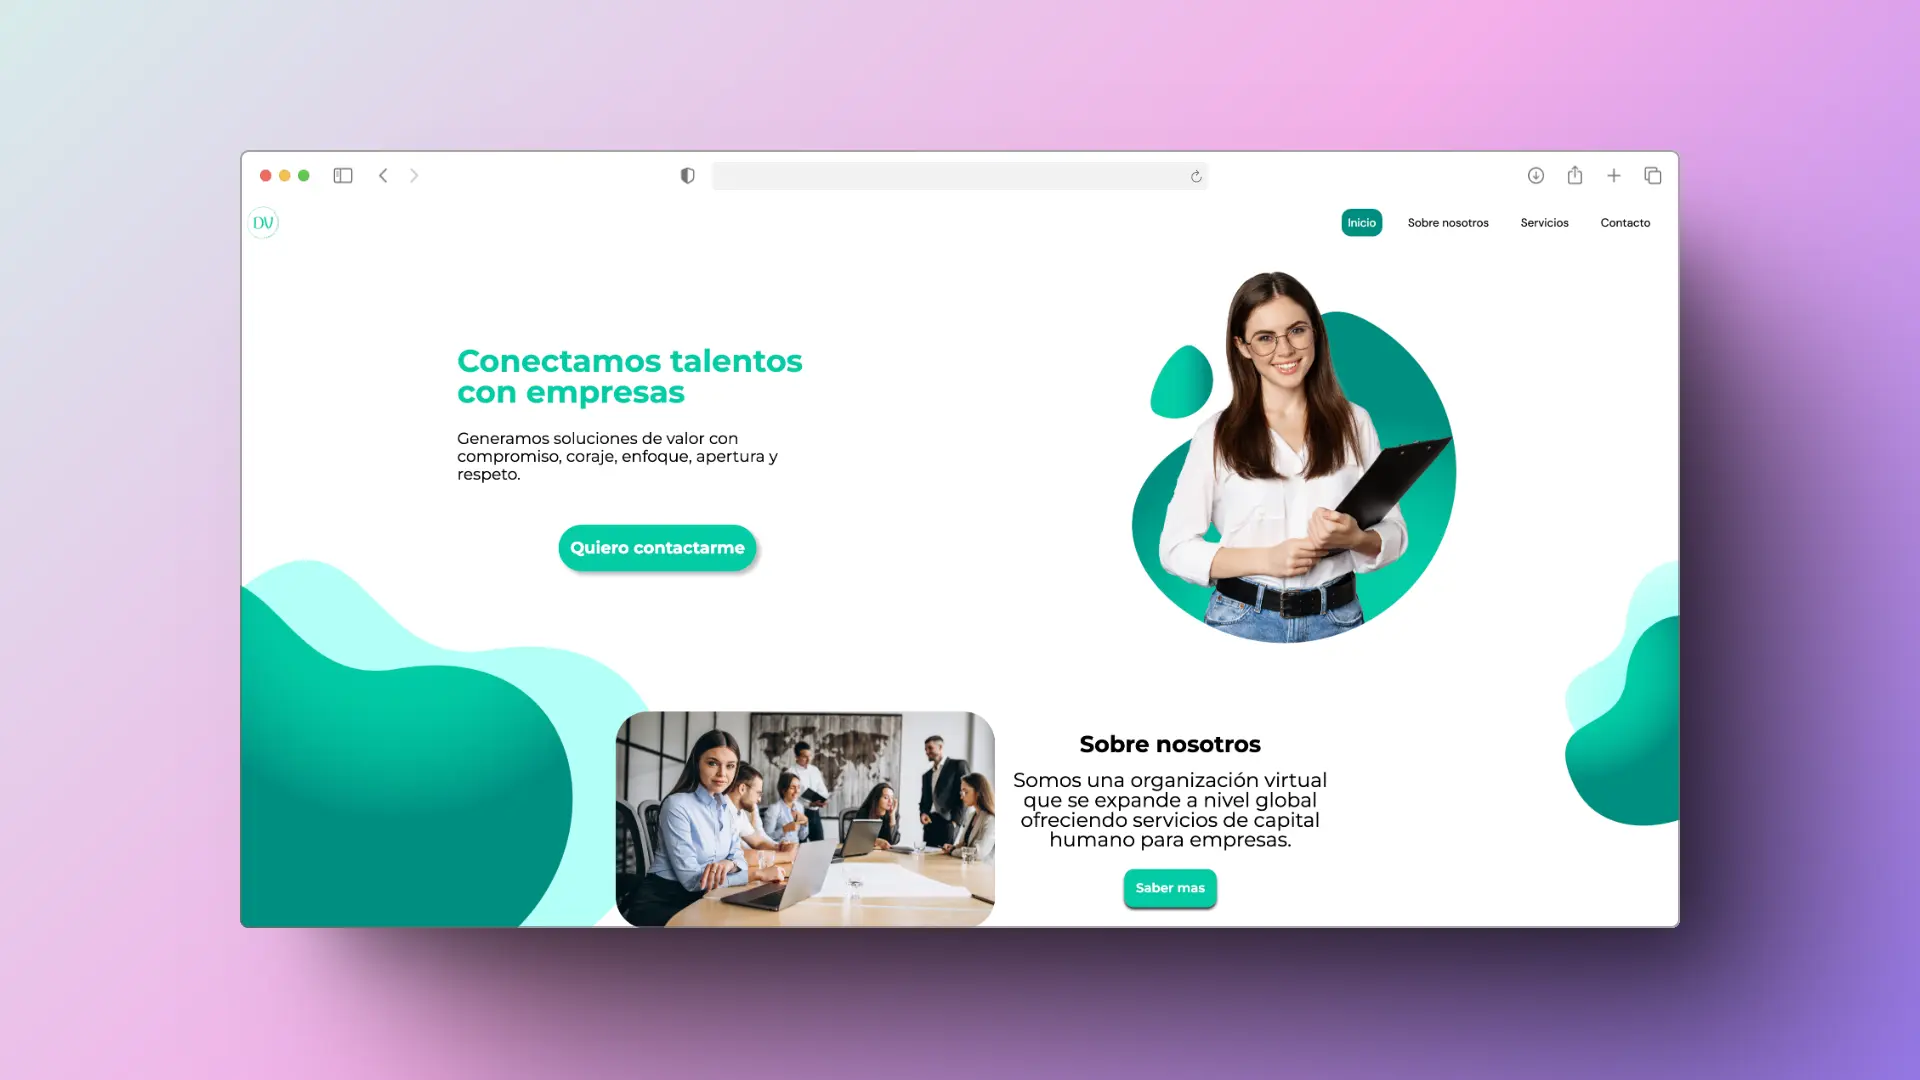 DV
Inicio
Sobre nosotros
Servicios
Contacto
Conectamos talentos
con empresas
Generamos soluciones de valor con
compromiso, coraje, enfoque, apertura y
respeto.
Quiero contactarme
Sobre nosotros
Somos una organización virtual
que se expande a nivel global
ofreciendo servicios de capital
humano para empresas.
Saber mas